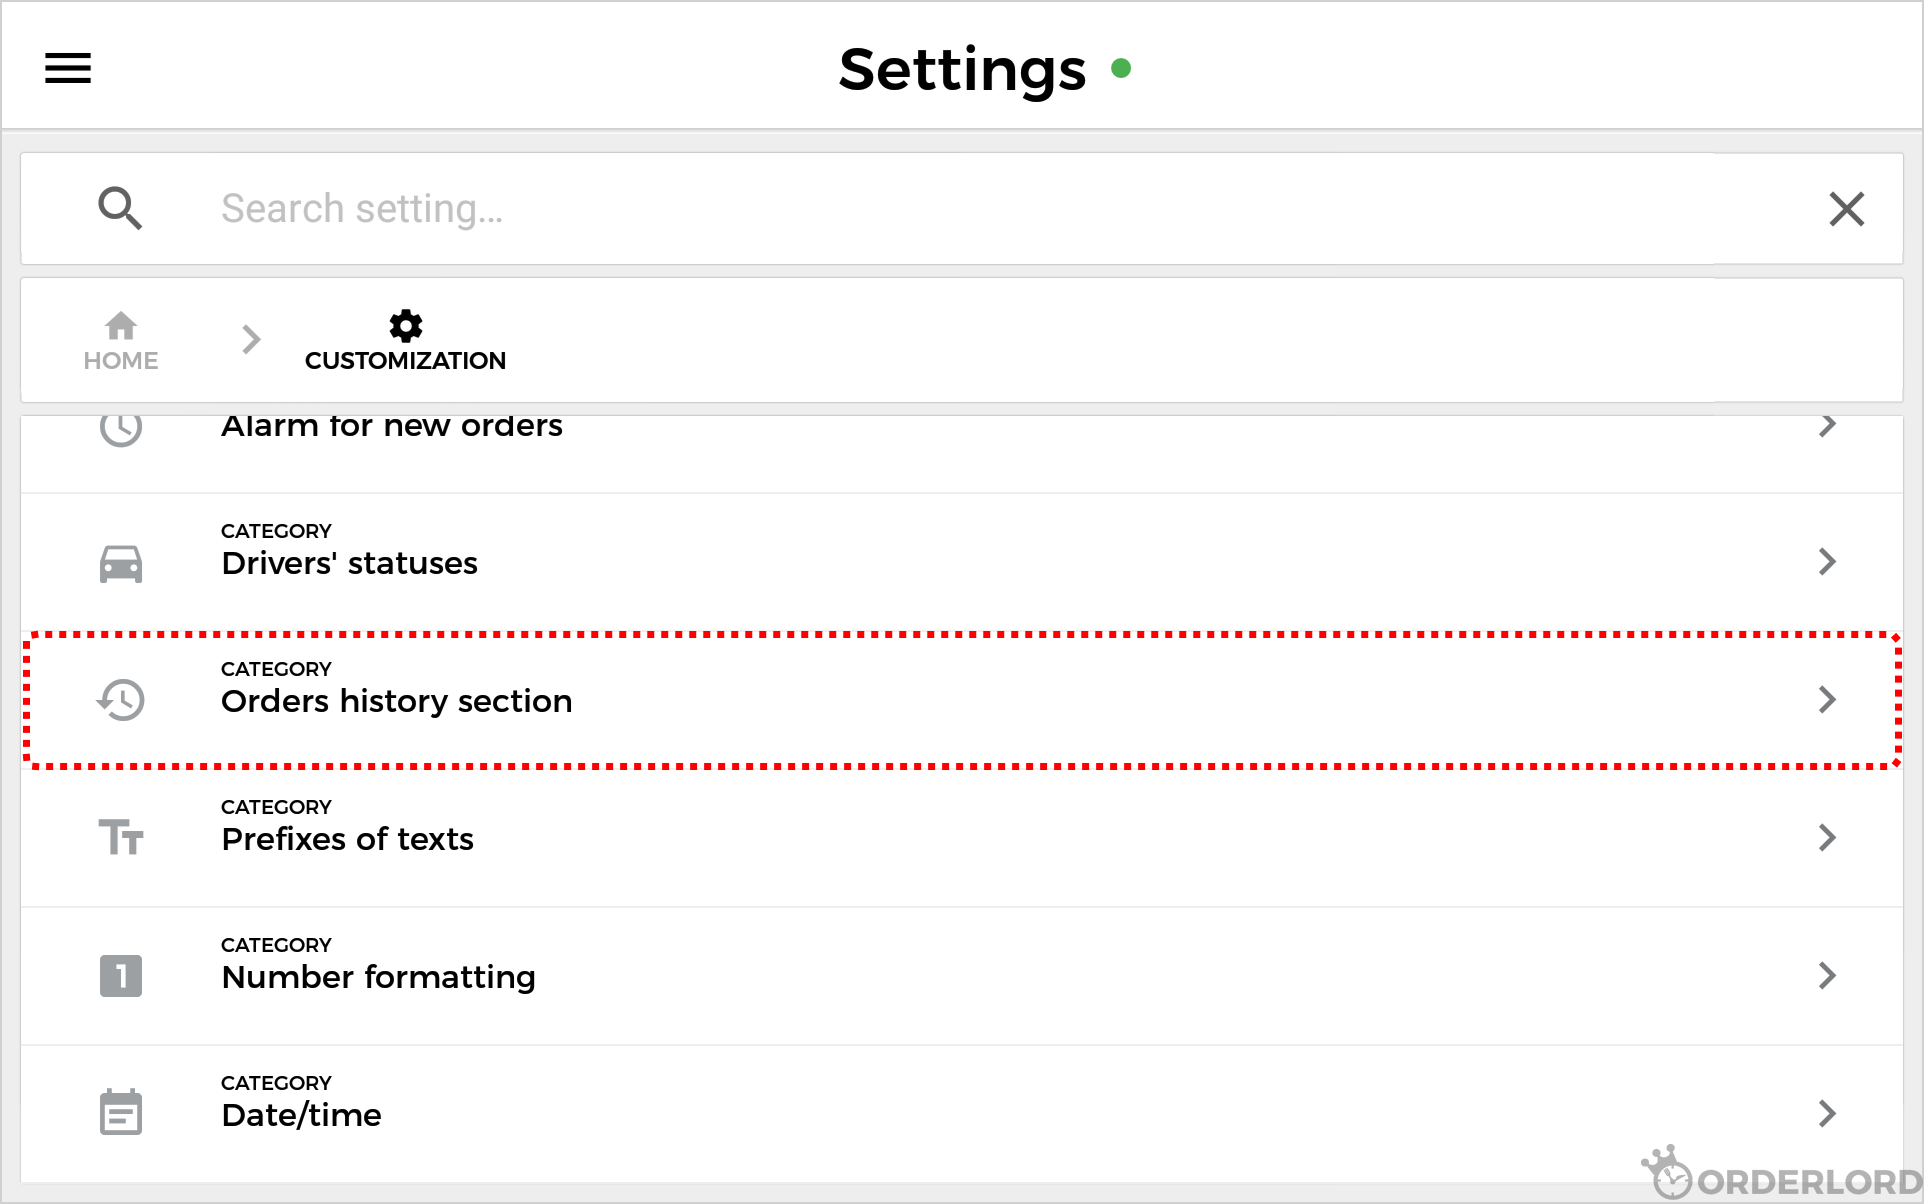 Settings
Search setting...
HOME
CUSTOMIZATION
Alarm for new orders
CATEGORY
Drivers' statuses
CATEGORY
Orders history section
CATEGORY
Prefixes of texts
CATEGORY
Number formatting
1
CATEGORY
Date/time
ORDERLORD